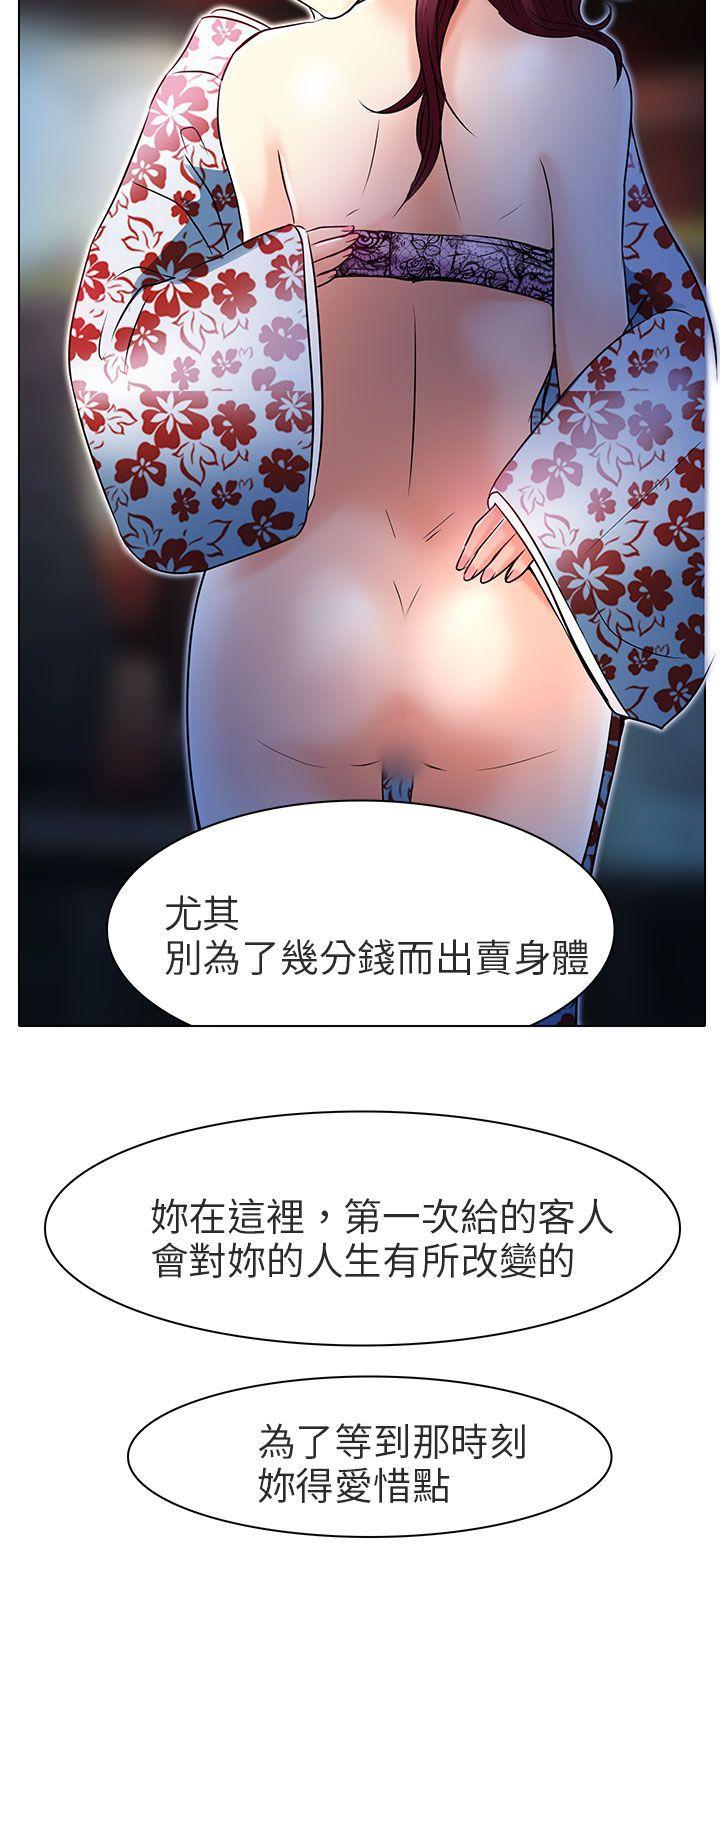 尤其
別為了幾分錢而出賣身體
妳在這裡，第一次給的客人
會對妳的人生有所改變的
為了等到那時刻
妳得愛惜點